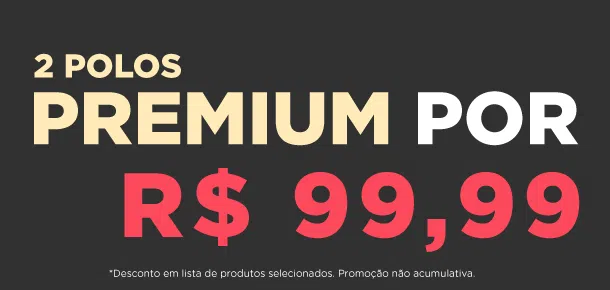 2 POLOS
PREMIUM POR
R$ 99,99
*Desconto em lista de produtos selecionados. Promoção não acumulativa.